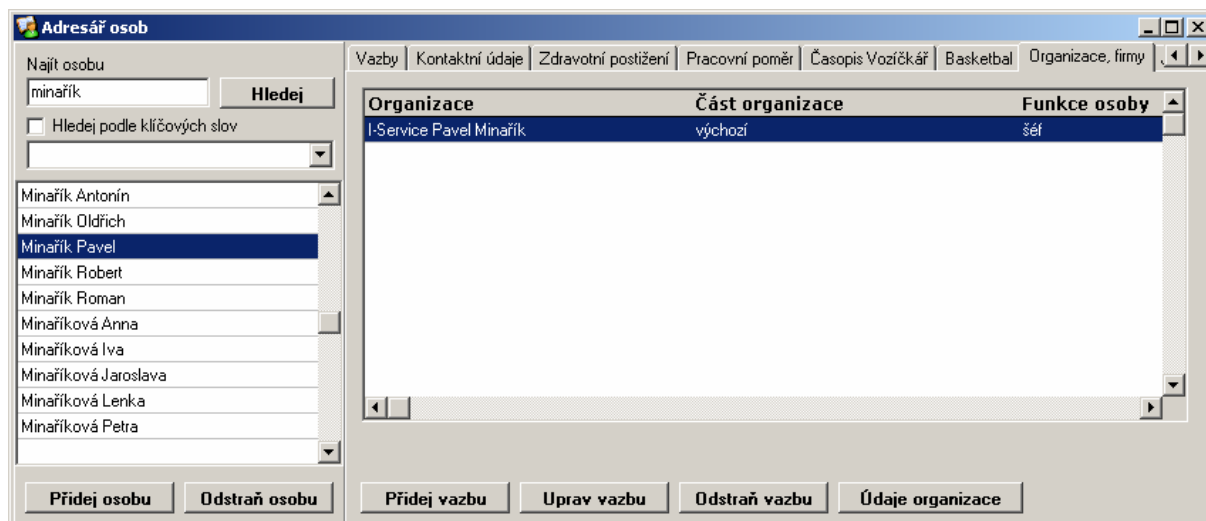 Adresář osob
Najít osobu
minařík
Hledej
Hledej podle klíčových slov
Minařík Antonín
Minařík Oldřich
Minařík Pavel
Minařík Robert
Minařík Roman
Minaříková Anna
Minaříková Iva
Minaříková Jaroslava
Minaříková Lenka
Minaříková Petra
Přidej osobu Odstraň osobu
Vazby Kontaktní údaje Zdravotní postižení Pracovní poměr Časopis Vozíčkář Basketbal Organizace, firmy
Organizace Část organizace Funkce osoby
I-Service Pavel Minařík výchozí šéf
Přidej vazbu Uprav vazbu Odstraň vazbu Údaje organizace